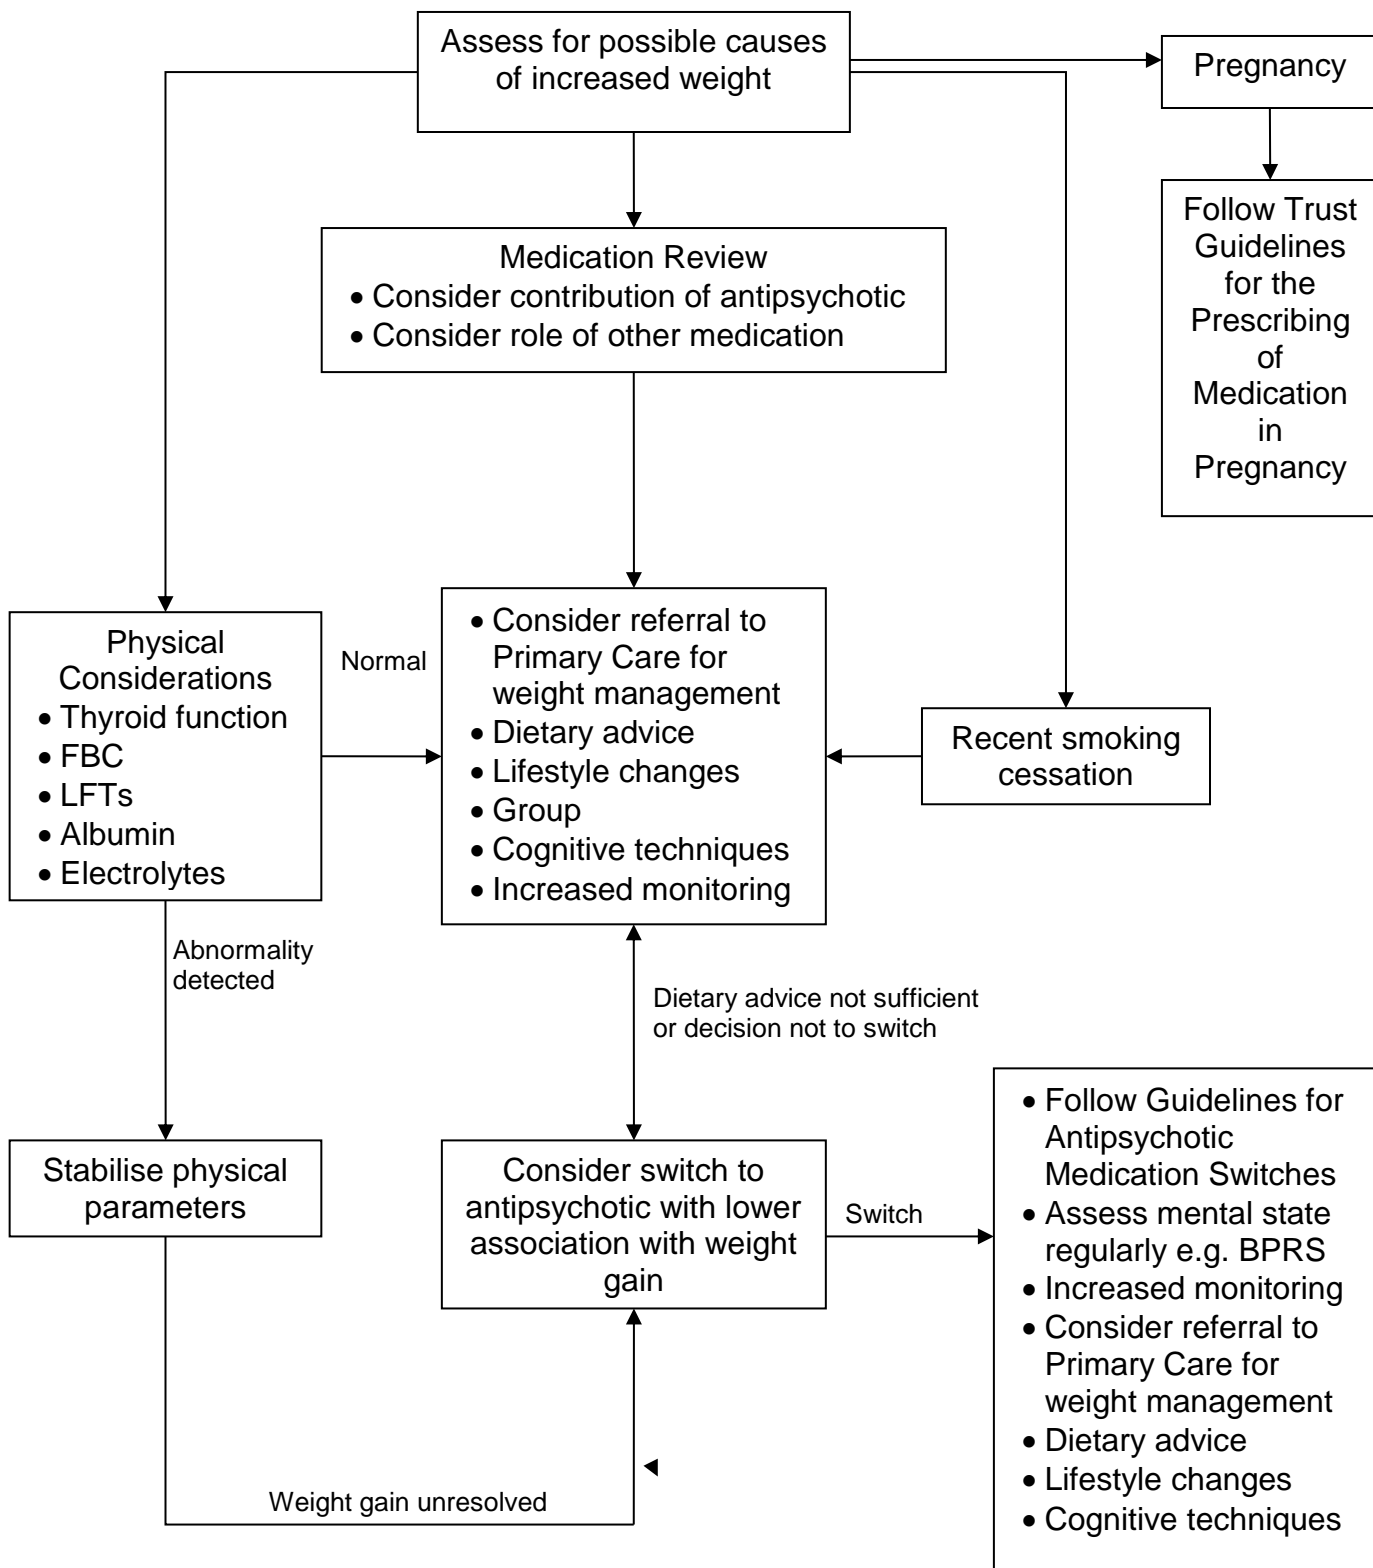 Assess for possible causes
of increased weight
Pregnancy
Follow Trust
Guidelines
for the
Prescribing
of
Medication
in
Pregnancy
Medication Review
• Consider contribution of antipsychotic
• Consider role of other medication
Physical
Considerations
• Thyroid function
• FBC
• LFTs
• Albumin
• Electrolytes
Normal
• Consider referral to
Primary Care for
weight management
• Dietary advice
• Lifestyle changes
• Group
• Cognitive techniques
• Increased monitoring
Recent smoking
cessation
Abnormality
detected
Dietary advice not sufficient
or decision not to switch
Stabilise physical
parameters
Consider switch to
antipsychotic with lower
association with weight
gain
Switch
• Follow Guidelines for
Antipsychotic
Medication Switches
• Assess mental state
regularly e.g. BPRS
• Increased monitoring
• Consider referral to
Primary Care for
weight management
• Dietary advice
• Lifestyle changes
• Cognitive techniques
Weight gain unresolved